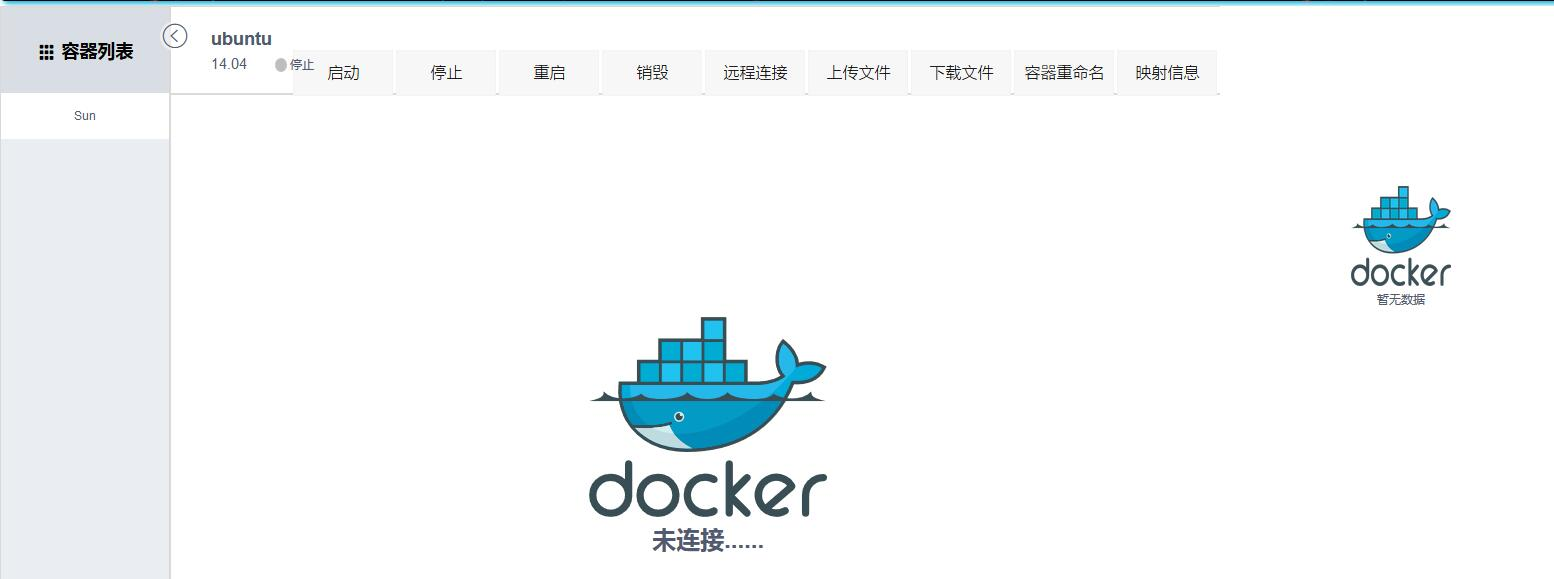 容器列表
Sun
ubuntu
14.04
停止
启动 停止 重启 销毁 远程连接 上传文件 下载文件 容器重命名 映射信息
docker
暂无数据
docker
未连接......